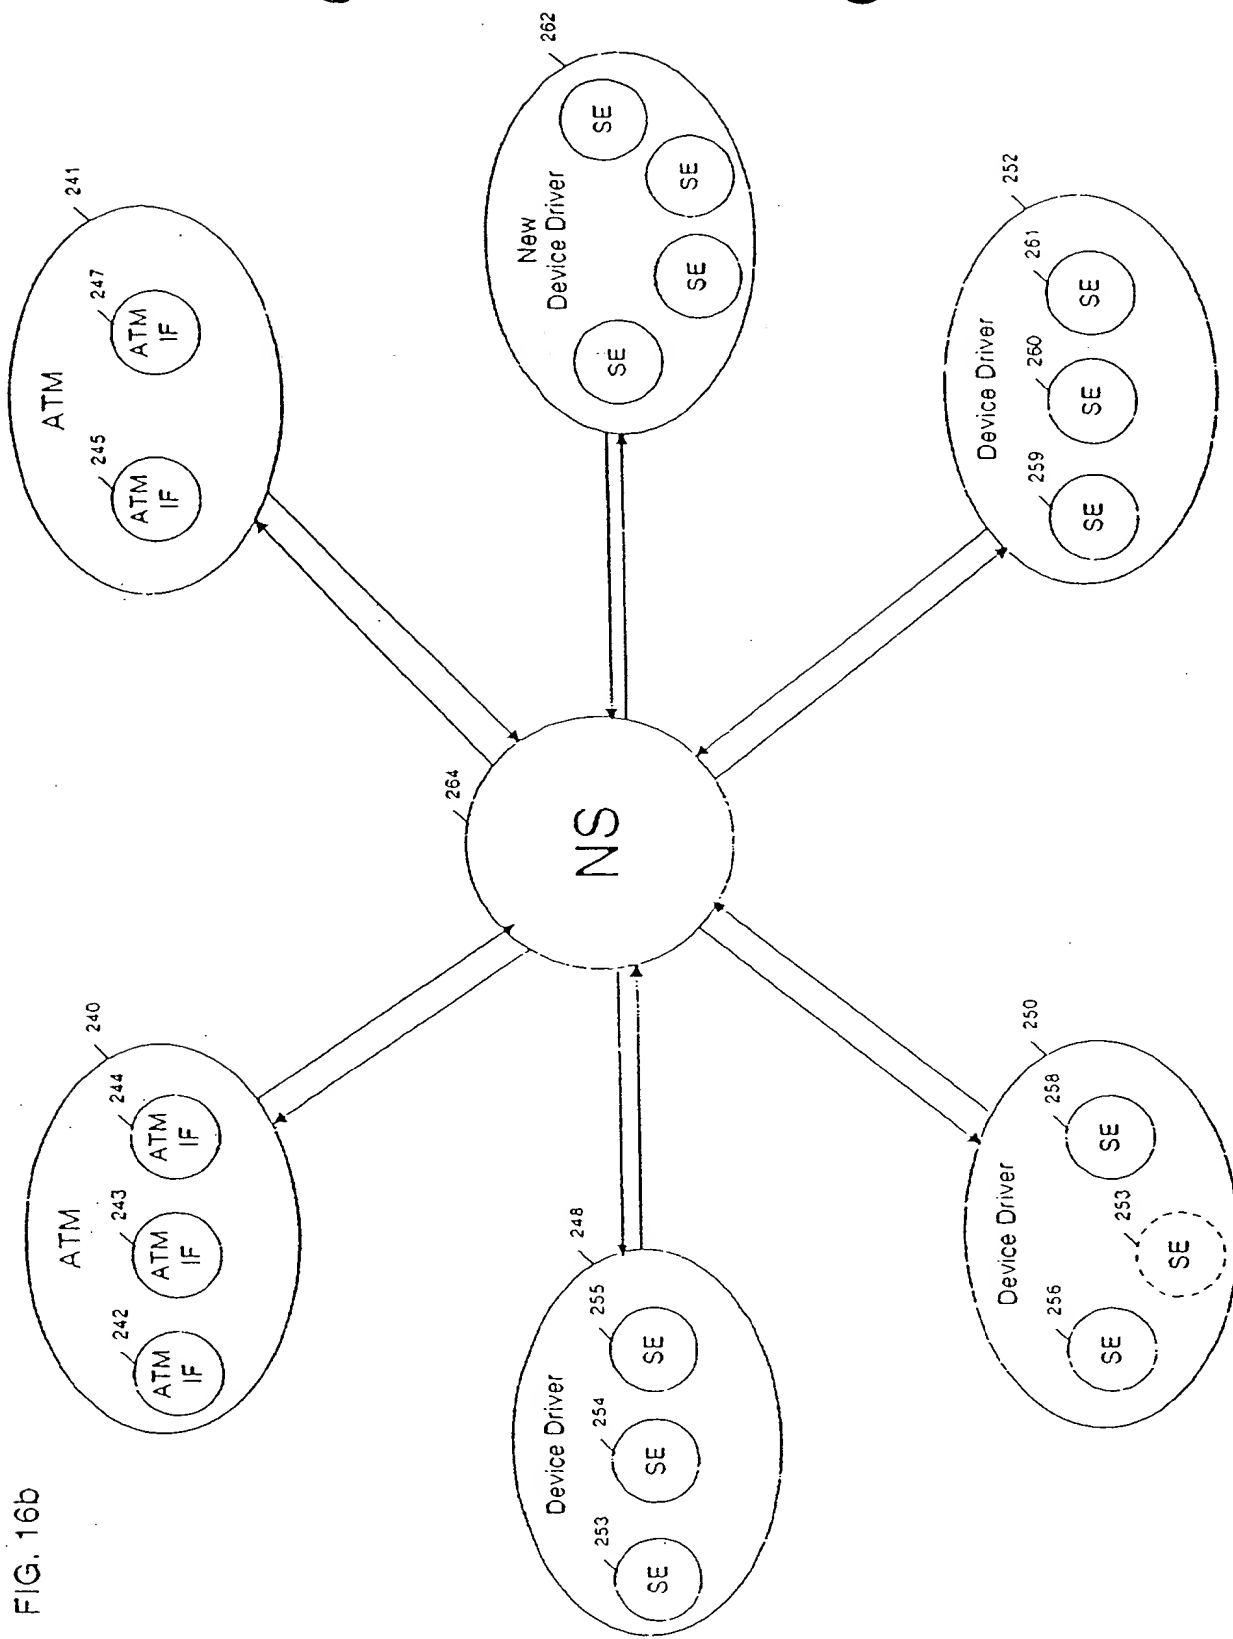 FIG. 16b
240
ATM
242
ATM
IF
243
ATM
IF
244
ATM
IF
241
ATM
245
ATM
IF
247
ATM
IF
264
NS
248
Device Driver
253
SE
254
SE
255
SE
262
New
Device Driver
SE
SE
SE
SE
250
Device Driver
256
SE
253
SE
258
SE
252
Device Driver
259
SE
260
SE
261
SE